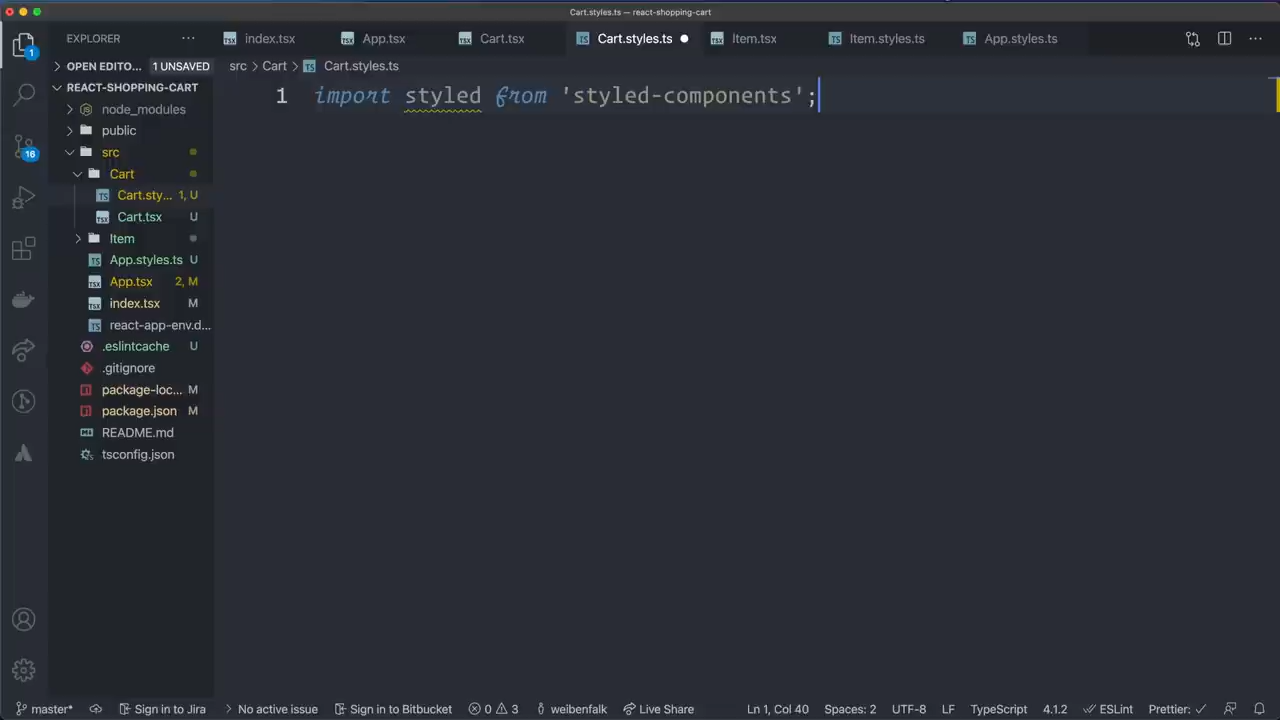 Cart.styles.ts — react-shopping-cart
EXPLORER
index.tsx
App.tsx
Cart.tsx
Cart.styles.ts
Item.tsx
Item.styles.ts
App.styles.ts
OPEN EDITO... 1 UNSAVED
src > Cart > Cart.styles.ts
REACT-SHOPPING-CART
1 import styled from 'styled-components';
node_modules
public
src
Cart
Cart.sty... 1, U
Cart.tsx U
Item
App.styles.ts U
App.tsx 2, M
index.tsx M
react-app-env.d...
.eslintcache U
.gitignore
package-loc... M
package.json M
README.md
tsconfig.json
1
16
master*
Sign in to Jira
No active issue
Sign in to Bitbucket
0 3
weibenfalk
Live Share
Ln 1, Col 40
Spaces: 2
UTF-8
LF
TypeScript
4.1.2
ESLint
Prettier: